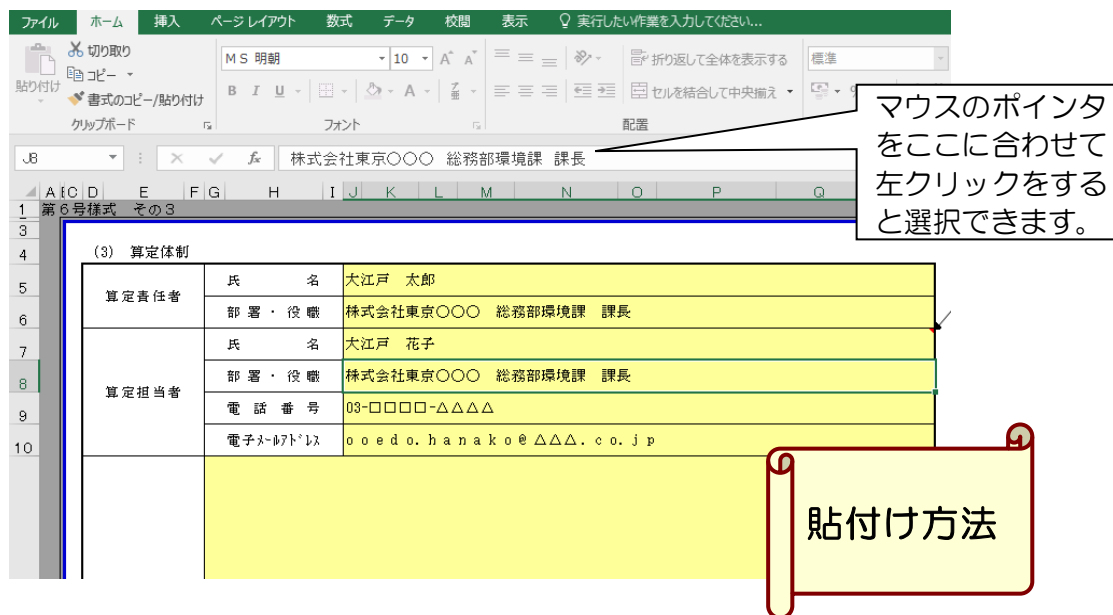 ファイル ホーム 挿入 ページ レイアウト 数式 データ 校閲 表示 実行したい作業を入力してください...
切り取り
コピー
書式のコピー/貼り付け
貼り付け
クリップボード
ＭＳ 明朝 10
B I U
フォント
折り返して全体を表示する
セルを結合して中央揃え
配置
標準
マウスのポインタ
をここに合わせて
左クリックをする
と選択できます。
J8 fx 株式会社東京〇〇〇 総務部環境課 課長
A C D E F G H I J K L M N O P Q
1 第６号様式 その３
3
4 (3) 算定体制
5 算定責任者 氏 名 大江戸 太郎
6 部署・役職 株式会社東京〇〇〇 総務部環境課 課長
7 氏 名 大江戸 花子
8 算定担当者 部署・役職 株式会社東京〇〇〇 総務部環境課 課長
9 電話番号 03-□□□□-△△△△
10 電子ﾒｰﾙｱﾄﾞﾚｽ ｏｏｅｄｏ．ｈａｎａｋｏ＠△△△．ｃｏ．ｊｐ
貼付け方法